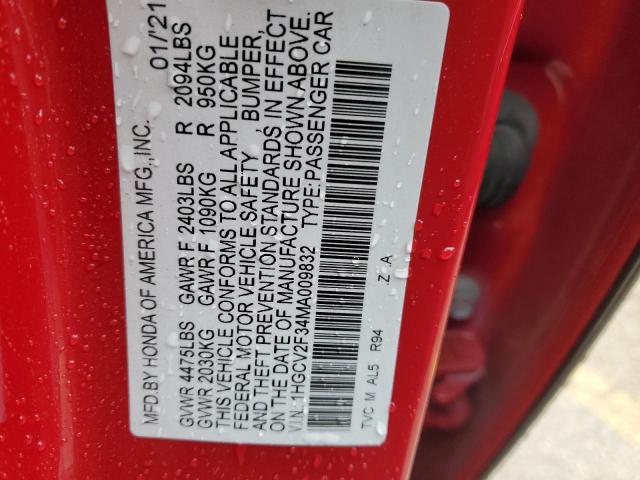 MFD.BY HONDA OF AMERICA MFG.,INC. 01/'21
GVWR 4475LBS GAWR F 2403LBS R 2094LBS
GVWR 2030KG GAWR F 1090KG R 950KG
THIS VEHICLE CONFORMS TO ALL APPLICABLE
FEDERAL MOTOR VEHICLE SAFETY , BUMPER,
AND THEFT PREVENTION STANDARDS IN EFFECT
ON THE DATE OF MANUFACTURE SHOWN ABOVE.
V.I.N:1HGCV2F34MA009832 TYPE:PASSENGER CAR
TVC M AL5 R94 Z A